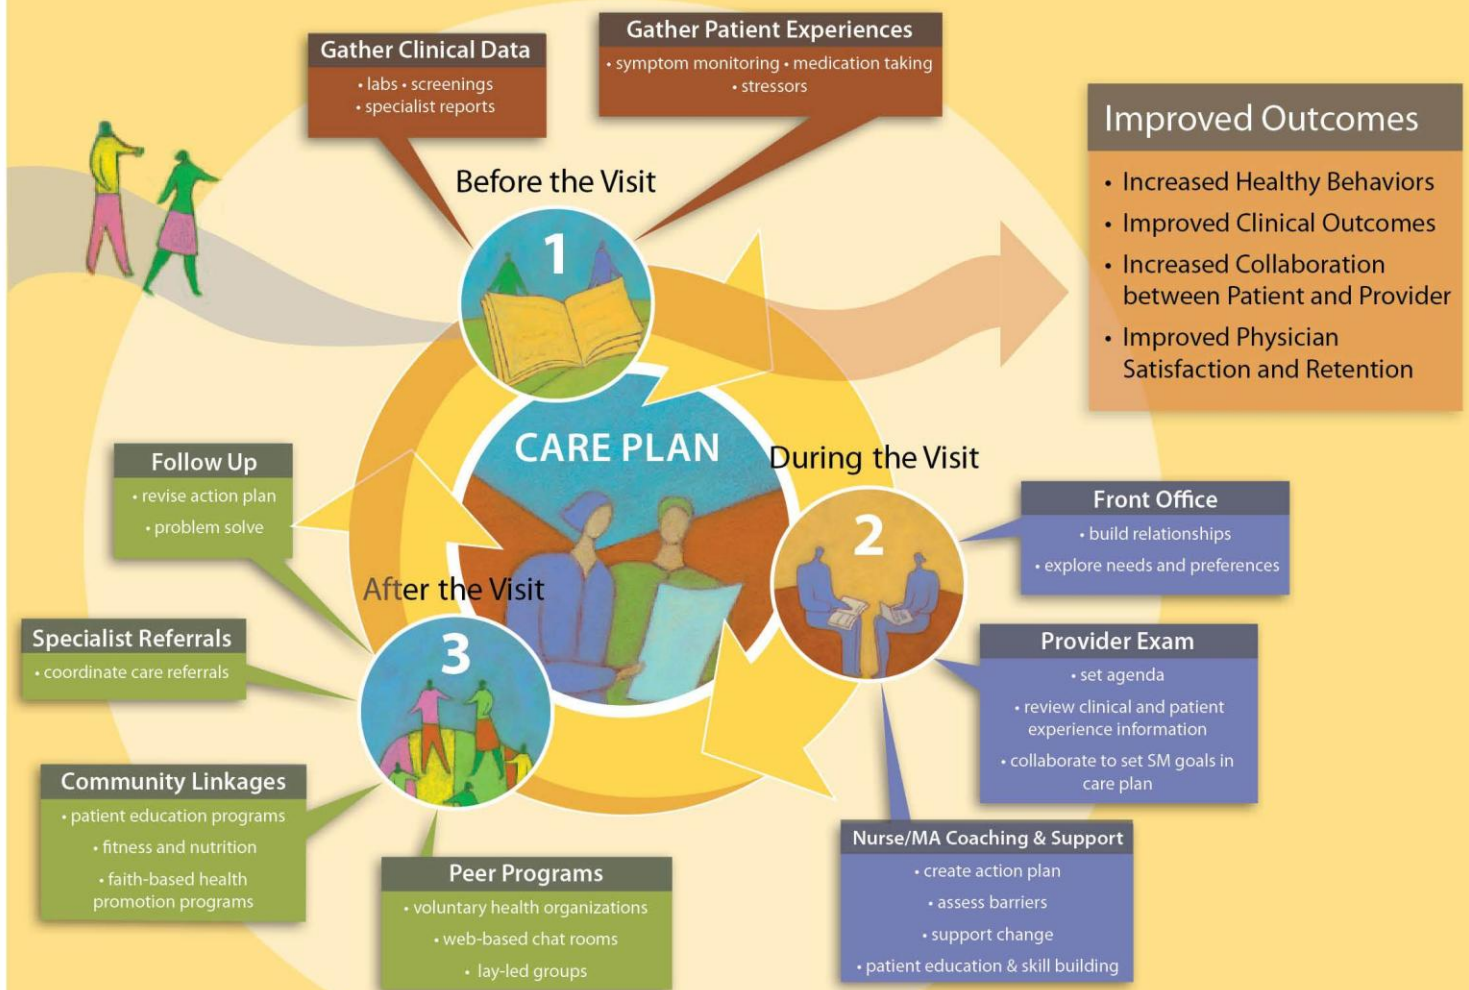 Gather Clinical Data
• labs • screenings
• specialist reports
Gather Patient Experiences
• symptom monitoring • medication taking
• stressors
Improved Outcomes
• Increased Healthy Behaviors
• Improved Clinical Outcomes
• Increased Collaboration
between Patient and Provider
• Improved Physician
Satisfaction and Retention
Before the Visit
1
CARE PLAN
During the Visit
2
Front Office
• build relationships
• explore needs and preferences
Provider Exam
• set agenda
• review clinical and patient
experience information
• collaborate to set SM goals in
care plan
Nurse/MA Coaching & Support
• create action plan
• assess barriers
• support change
• patient education & skill building
After the Visit
3
Follow Up
• revise action plan
• problem solve
Specialist Referrals
• coordinate care referrals
Community Linkages
• patient education programs
• fitness and nutrition
• faith-based health
promotion programs
Peer Programs
• voluntary health organizations
• web-based chat rooms
• lay-led groups